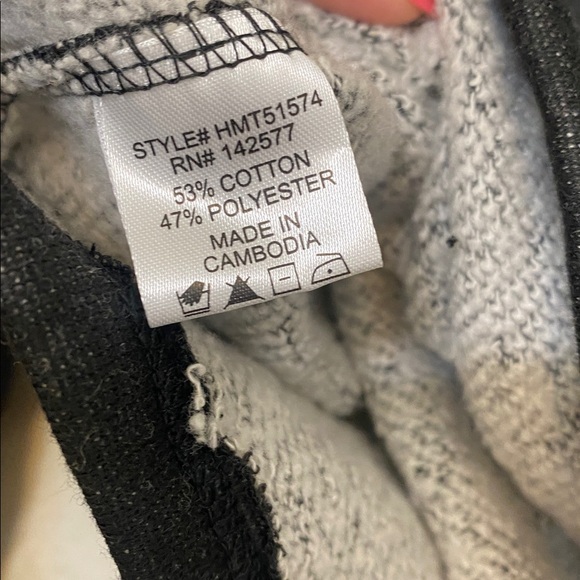 STYLE# HMT51574
RN# 142577
53% COTTON
47% POLYESTER
MADE IN
CAMBODIA